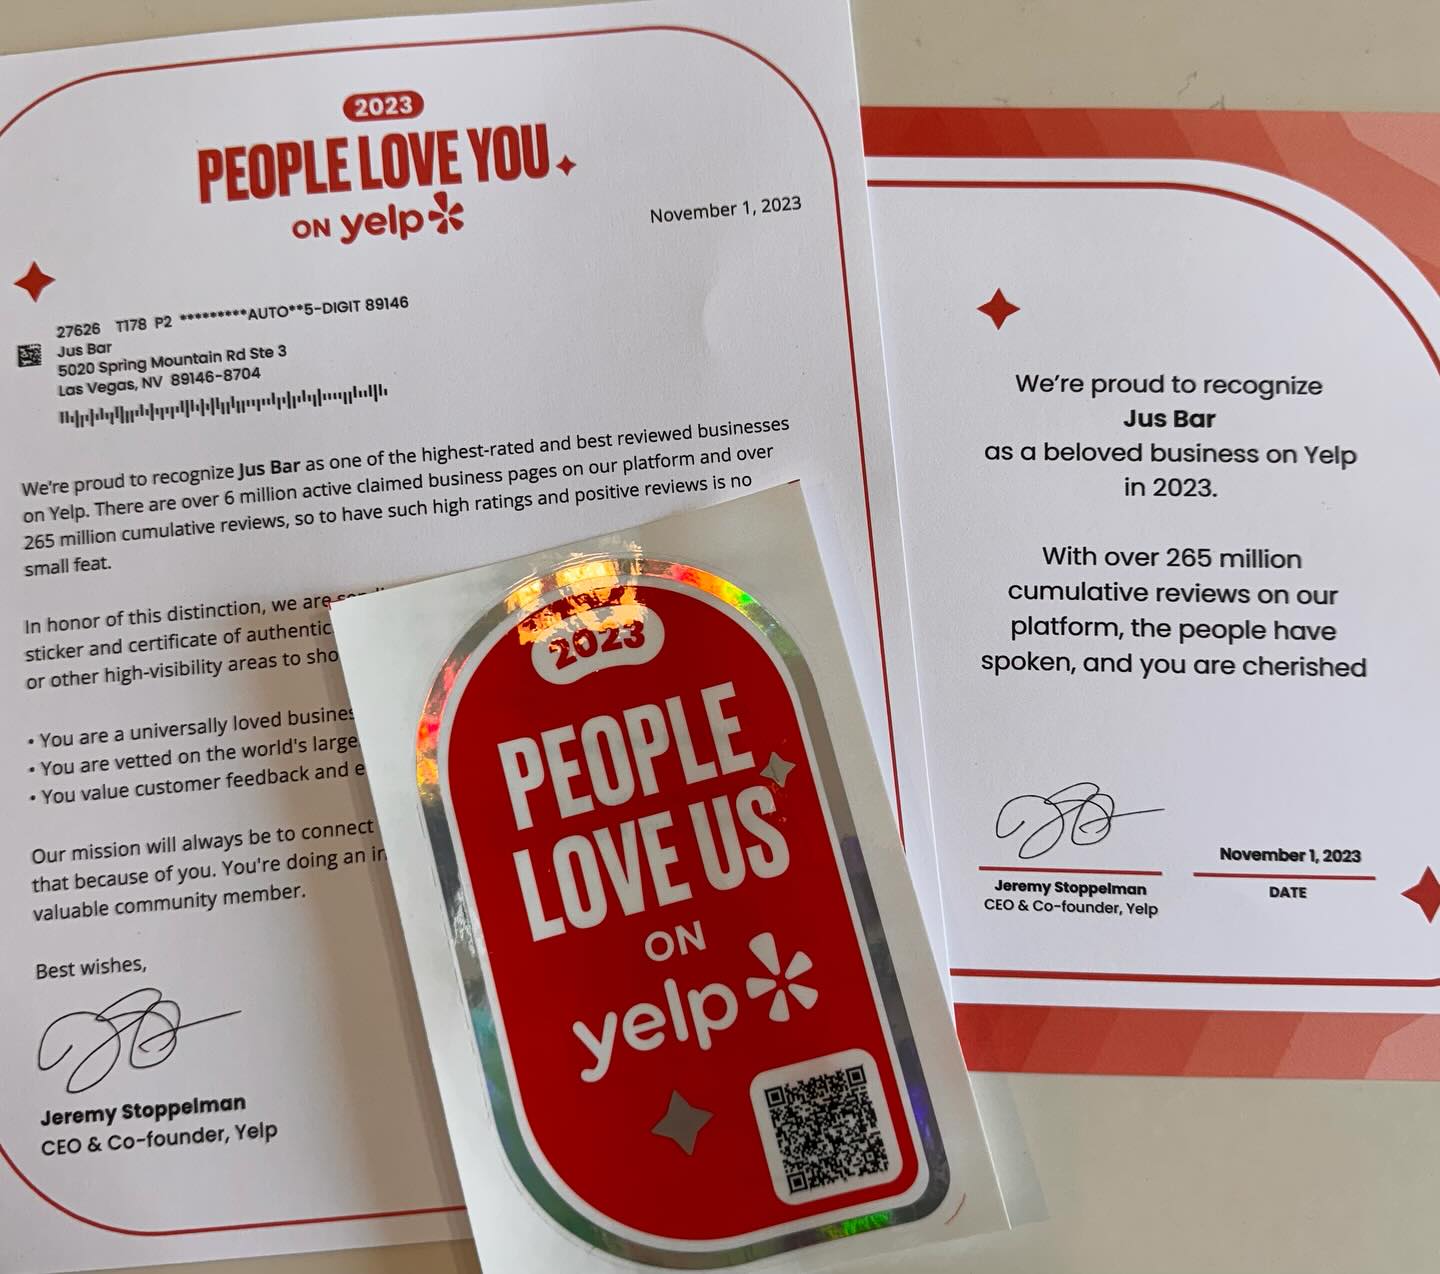 2023
PEOPLE LOVE YOU
ON yelp
November 1, 2023
27626 T178 P2 *********AUTO**5-DIGIT 89146
Jus Bar
5020 Spring Mountain Rd Ste 3
Las Vegas, NV 89146-8704
We're proud to recognize Jus Bar as one of the highest-rated and best reviewed businesses
on Yelp. There are over 6 million active claimed business pages on our platform and over
265 million cumulative reviews, so to have such high ratings and positive reviews is no
small feat.
In honor of this distinction, we are
sticker and certificate of
or other high-visibility areas to
• You are a universally loved
• You are vetted on the world's
• You value customer feedback and
Our mission will always be to connect
that because of you. You're doing an
valuable community member.
Best wishes,
Jeremy Stoppelman
CEO & Co-founder, Yelp
2023
PEOPLE
LOVE US
ON
yelp
We're proud to recognize
Jus Bar
as a beloved business on Yelp
in 2023.
With over 265 million
cumulative reviews on our
platform, the people have
spoken, and you are cherished
Jeremy Stoppelman
CEO & Co-founder, Yelp
November 1, 2023
DATE